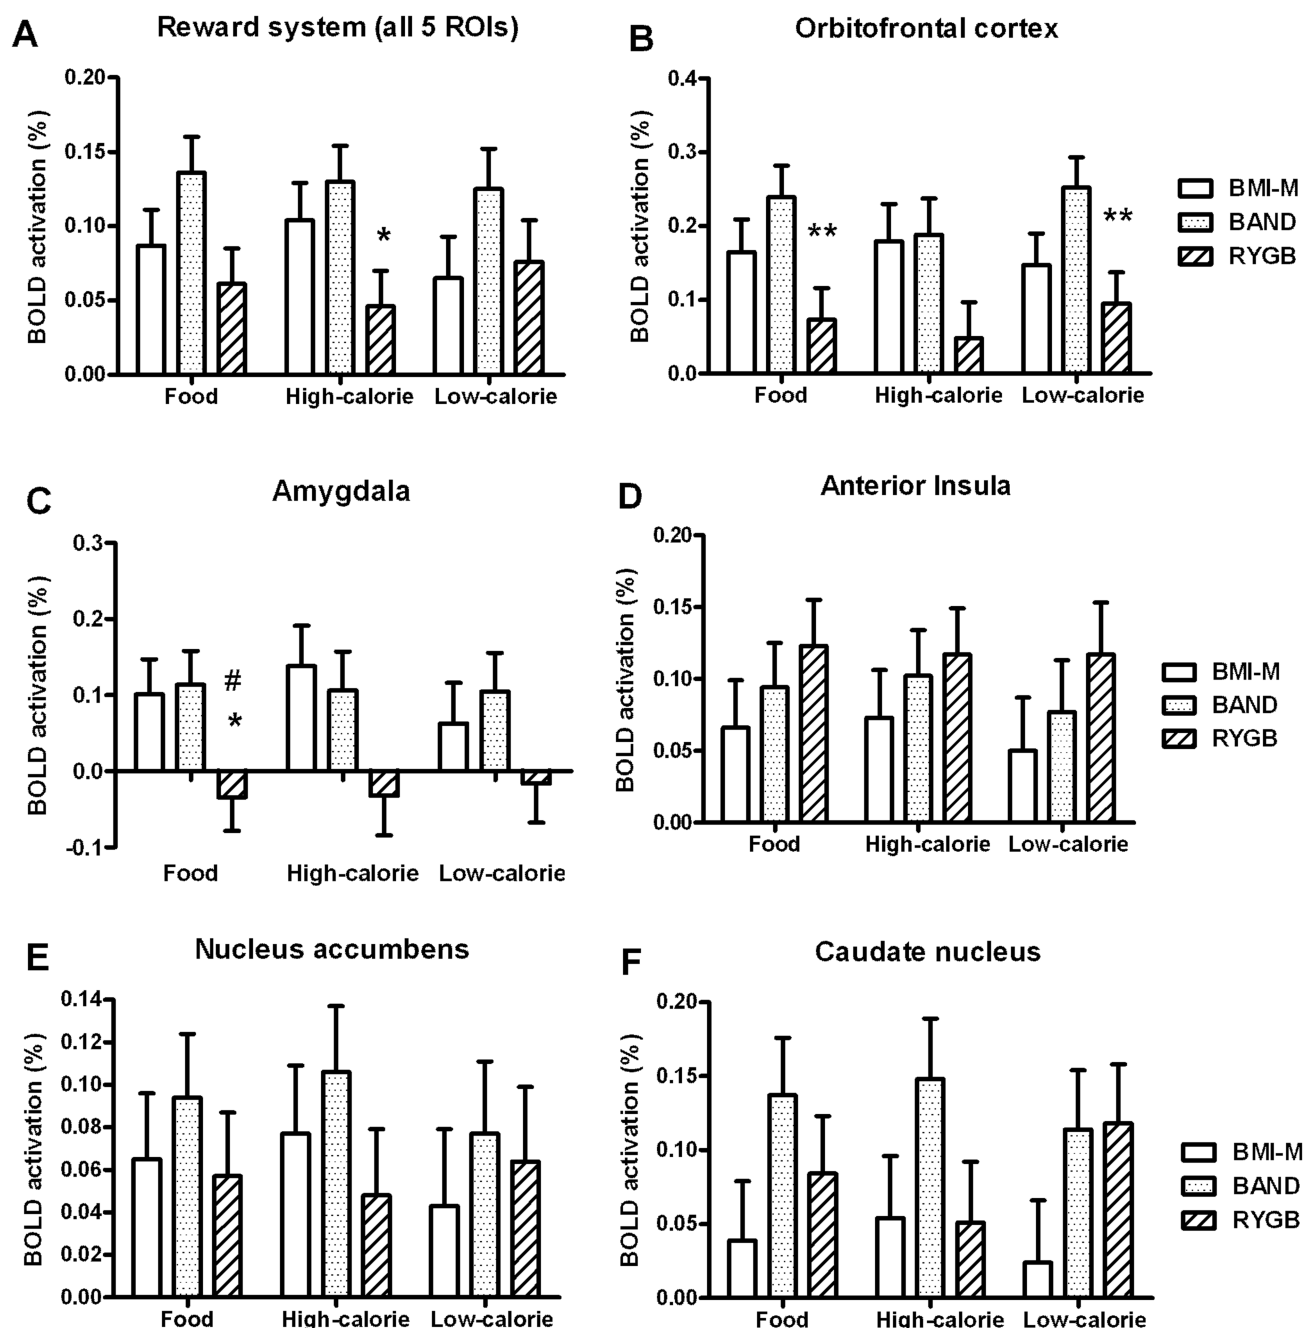 A
Reward system (all 5 ROIs)
BOLD activation (%)
0.20
0.15
0.10
0.05
0.00
*
Food
High-calorie
Low-calorie
B
Orbitofrontal cortex
BOLD activation (%)
0.4
0.3
0.2
0.1
0.0
**
**
Food
High-calorie
Low-calorie
BMI-M
BAND
RYGB
C
Amygdala
BOLD activation (%)
0.3
0.2
0.1
0.0
-0.1
#
*
Food
High-calorie
Low-calorie
D
Anterior Insula
BOLD activation (%)
0.20
0.15
0.10
0.05
0.00
Food
High-calorie
Low-calorie
BMI-M
BAND
RYGB
E
Nucleus accumbens
BOLD activation (%)
0.14
0.12
0.10
0.08
0.06
0.04
0.02
0.00
Food
High-calorie
Low-calorie
F
Caudate nucleus
BOLD activation (%)
0.20
0.15
0.10
0.05
0.00
Food
High-calorie
Low-calorie
BMI-M
BAND
RYGB